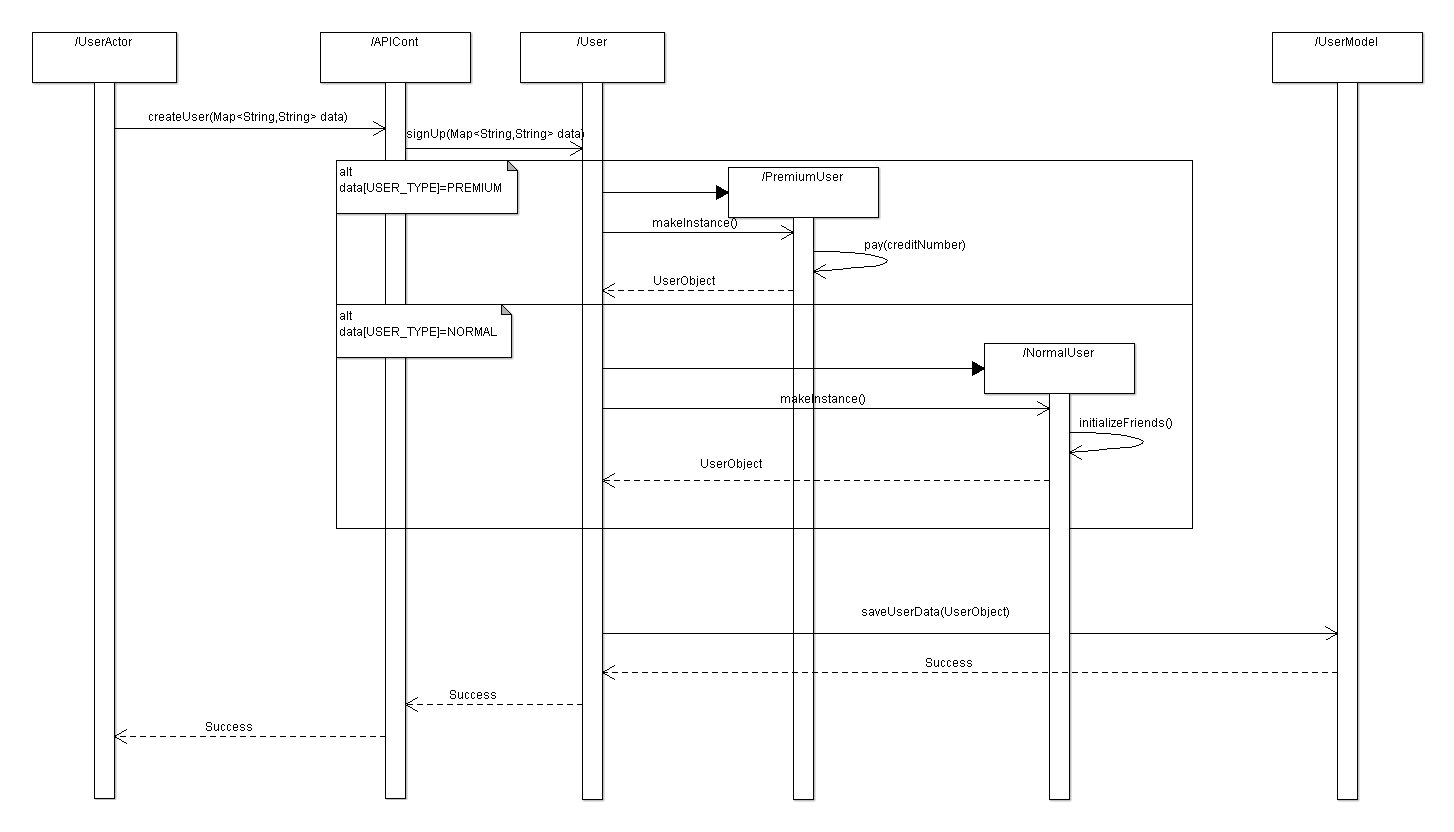 /UserActor
/APICont
/User
/UserModel
createUser(Map<String,String> data)
signUp(Map<String,String> data)
alt
data[USER_TYPE]=PREMIUM
/PremiumUser
makeInstance()
pay(creditNumber)
UserObject
alt
data[USER_TYPE]=NORMAL
/NormalUser
makeInstance()
initializeFriends()
UserObject
saveUserData(UserObject)
Success
Success
Success